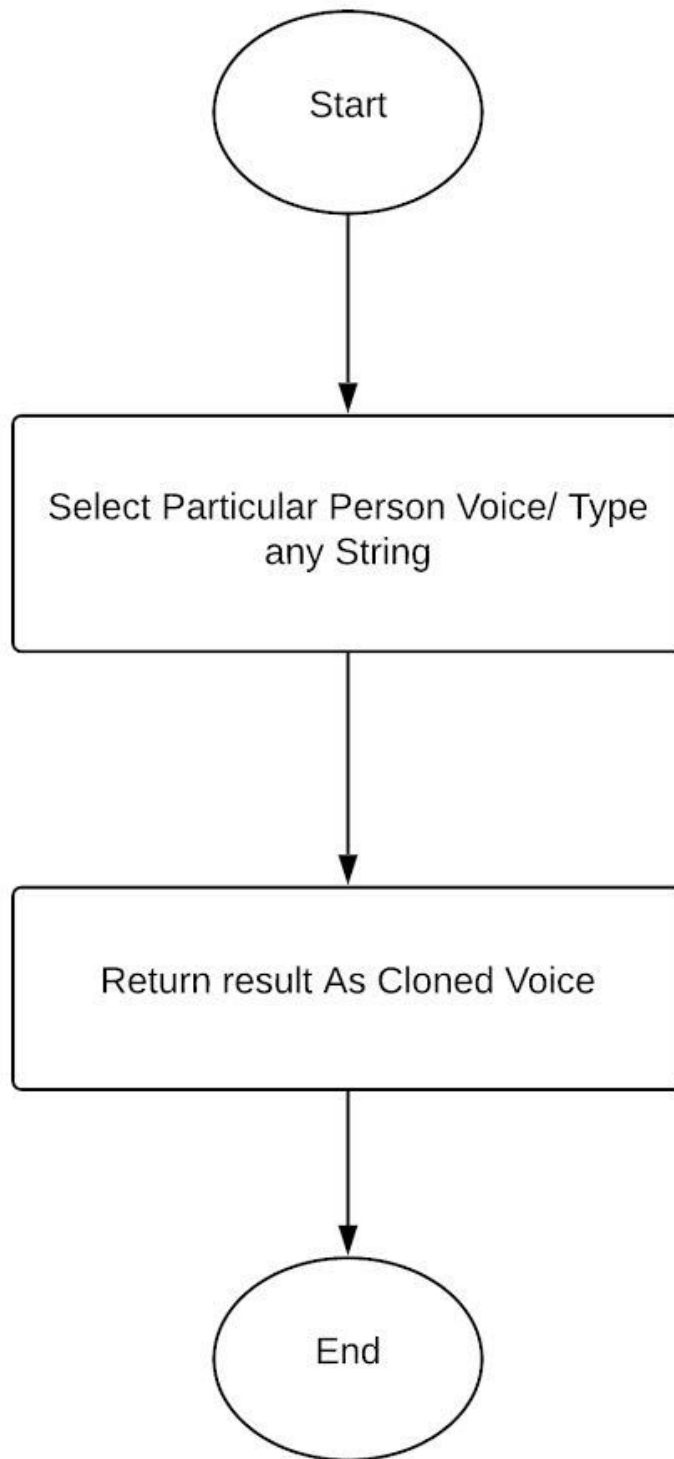 Start
Select Particular Person Voice/ Type
any String
Return result As Cloned Voice
End